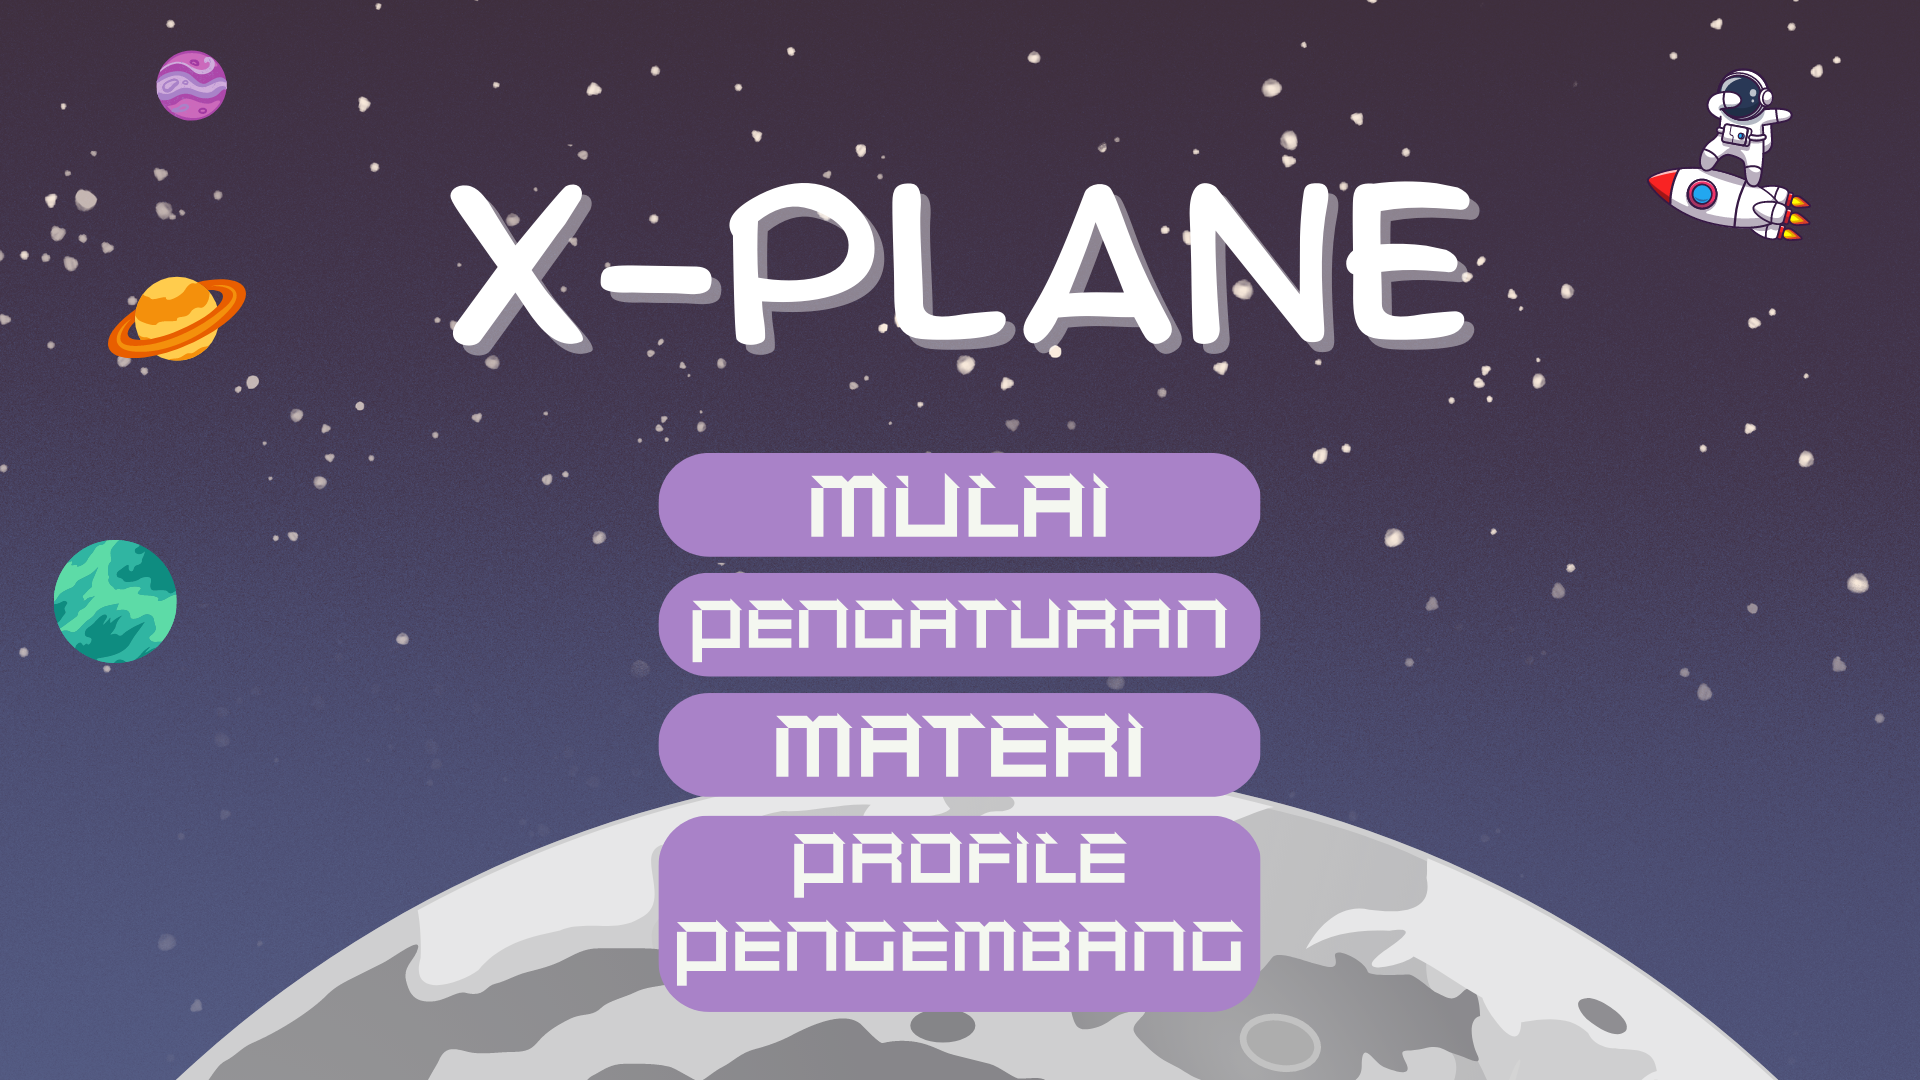 X-PLANE
MULAI
PENGATURAN
MATERI
PROFILE
PENGEMBANG